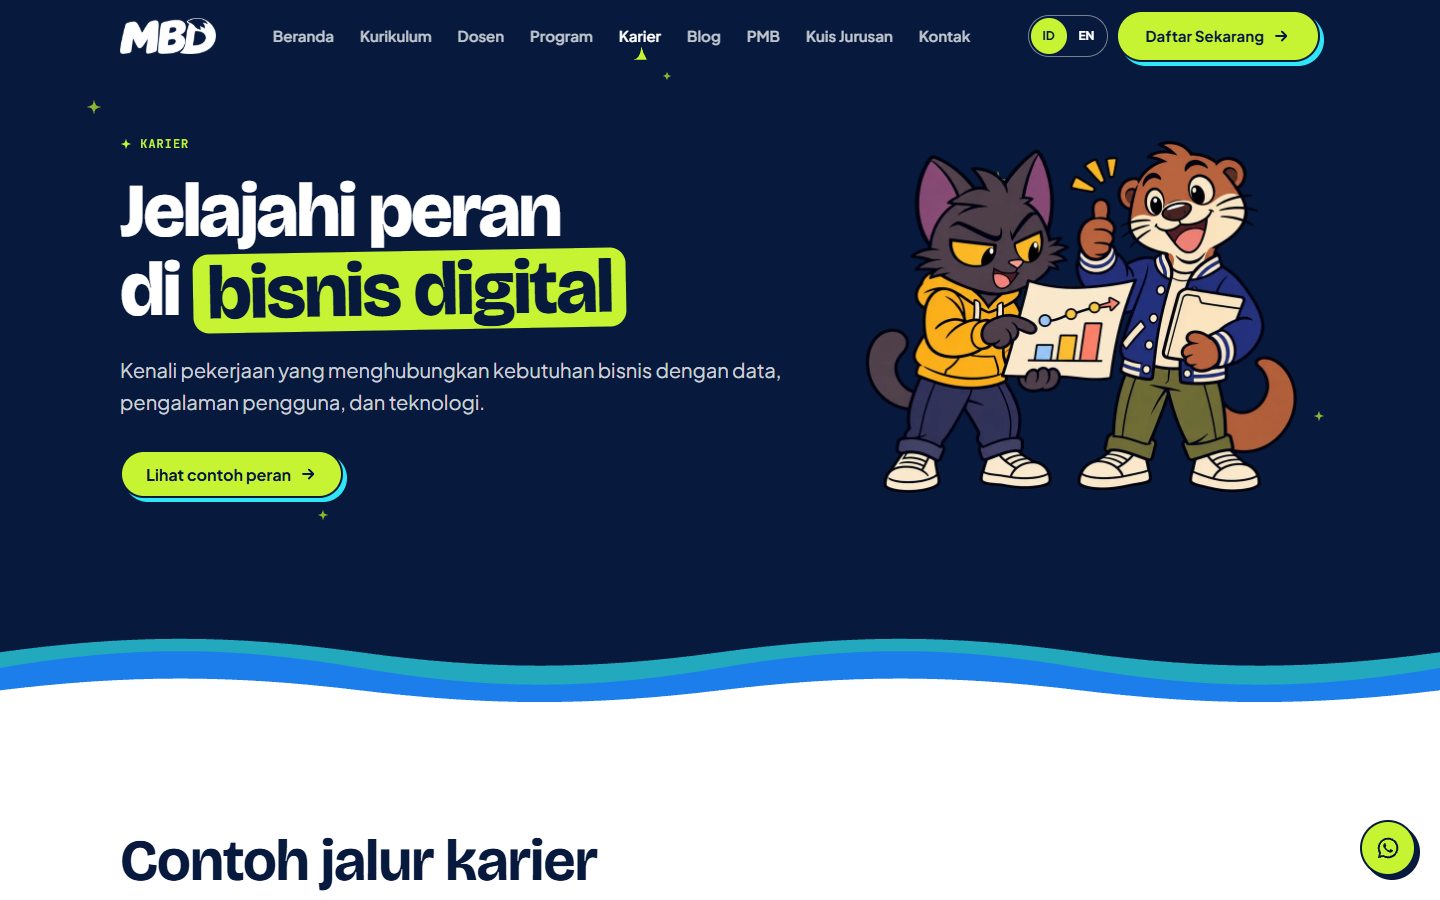 MBD
Beranda Kurikulum Dosen Program Karier Blog PMB Kuis Jurusan Kontak ID EN Daftar Sekarang
KARIER
Jelajahi peran
di bisnis digital
Kenali pekerjaan yang menghubungkan kebutuhan bisnis dengan data,
pengalaman pengguna, dan teknologi.
Lihat contoh peran
Contoh jalur karier